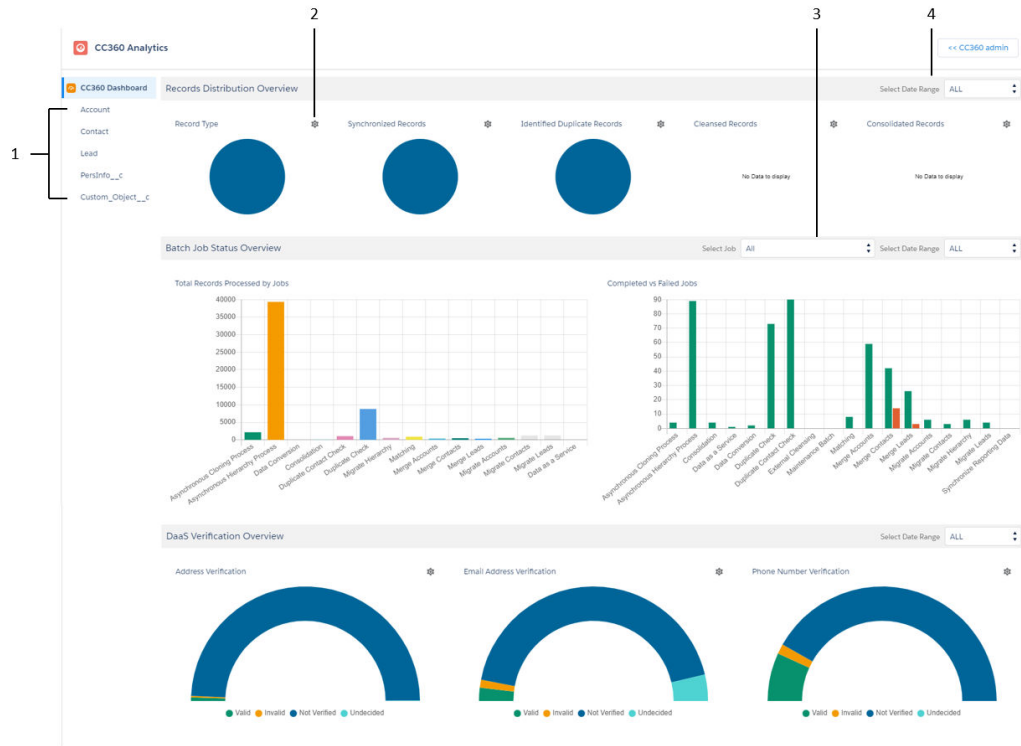 2 3 4
CC360 Analytics << CC360 admin
CC360 Dashboard Records Distribution Overview Select Date Range ALL
Account
Contact
Lead
PersInfo__c
Custom_Object__c
1
Record Type Synchronized Records Identified Duplicate Records Cleansed Records Consolidated Records
No Data to display No Data to display
Batch Job Status Overview Select Job All Select Date Range ALL
Total Records Processed by Jobs
40000
35000
30000
25000
20000
15000
10000
5000
0
Asynchronous Cloning Process
Asynchronous Hierarchy Process
Data Conversion
Consolidation
Duplicate Contact Check
Duplicate Check
Migrate Hierarchy
Matching
Merge Accounts
Merge Contacts
Merge Leads
Migrate Accounts
Migrate Contacts
Migrate Leads
Data as a Service
Completed vs Failed Jobs
90
80
70
60
50
40
30
20
10
0
Asynchronous Cloning Process
Asynchronous Hierarchy Process
Consolidation
Data as a Service
Data Conversion
Duplicate Check
Duplicate Contact Check
External Cleansing
Maintenance Batch
Matching
Merge Accounts
Merge Contacts
Merge Leads
Migrate Accounts
Migrate Contacts
Migrate Hierarchy
Migrate Leads
Synchronize Reporting Data
DaaS Verification Overview Select Date Range ALL
Address Verification Email Address Verification Phone Number Verification
Valid Invalid Not Verified Undecided Valid Invalid Not Verified Undecided Valid Invalid Not Verified Undecided